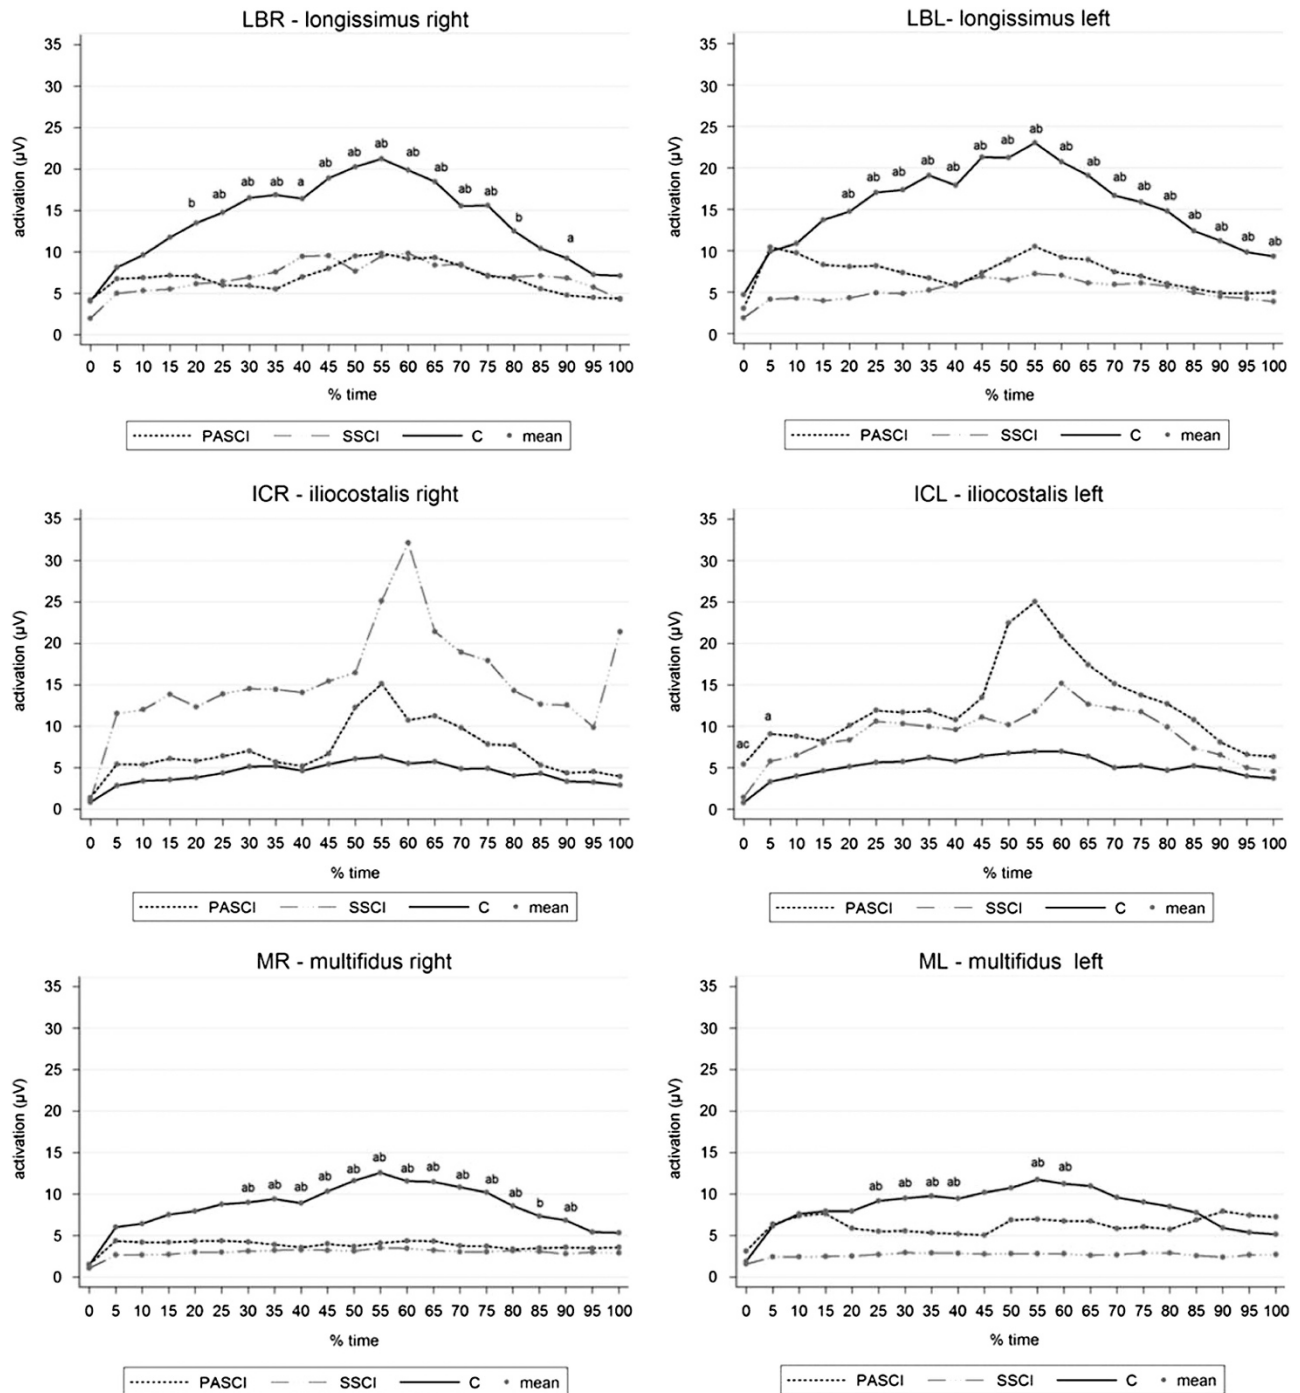 LBR - longissimus right
35
30
25
20
15
10
5
0
activation (µV)
b ab ab ab a ab ab ab ab ab ab ab b a
0 5 10 15 20 25 30 35 40 45 50 55 60 65 70 75 80 85 90 95 100
% time
PASCI SSCI C mean
LBL- longissimus left
35
30
25
20
15
10
5
0
activation (µV)
ab ab ab ab ab ab ab ab ab ab ab ab ab ab ab ab ab
0 5 10 15 20 25 30 35 40 45 50 55 60 65 70 75 80 85 90 95 100
% time
PASCI SSCI C mean
ICR - iliocostalis right
35
30
25
20
15
10
5
0
activation (µV)
0 5 10 15 20 25 30 35 40 45 50 55 60 65 70 75 80 85 90 95 100
% time
PASCI SSCI C mean
ICL - iliocostalis left
35
30
25
20
15
10
5
0
activation (µV)
ac a
0 5 10 15 20 25 30 35 40 45 50 55 60 65 70 75 80 85 90 95 100
% time
PASCI SSCI C mean
MR - multifidus right
35
30
25
20
15
10
5
0
activation (µV)
ab ab ab ab ab ab ab ab ab ab ab b ab
0 5 10 15 20 25 30 35 40 45 50 55 60 65 70 75 80 85 90 95 100
% time
PASCI SSCI C mean
ML - multifidus left
35
30
25
20
15
10
5
0
activation (µV)
ab ab ab ab ab ab
0 5 10 15 20 25 30 35 40 45 50 55 60 65 70 75 80 85 90 95 100
% time
PASCI SSCI C mean